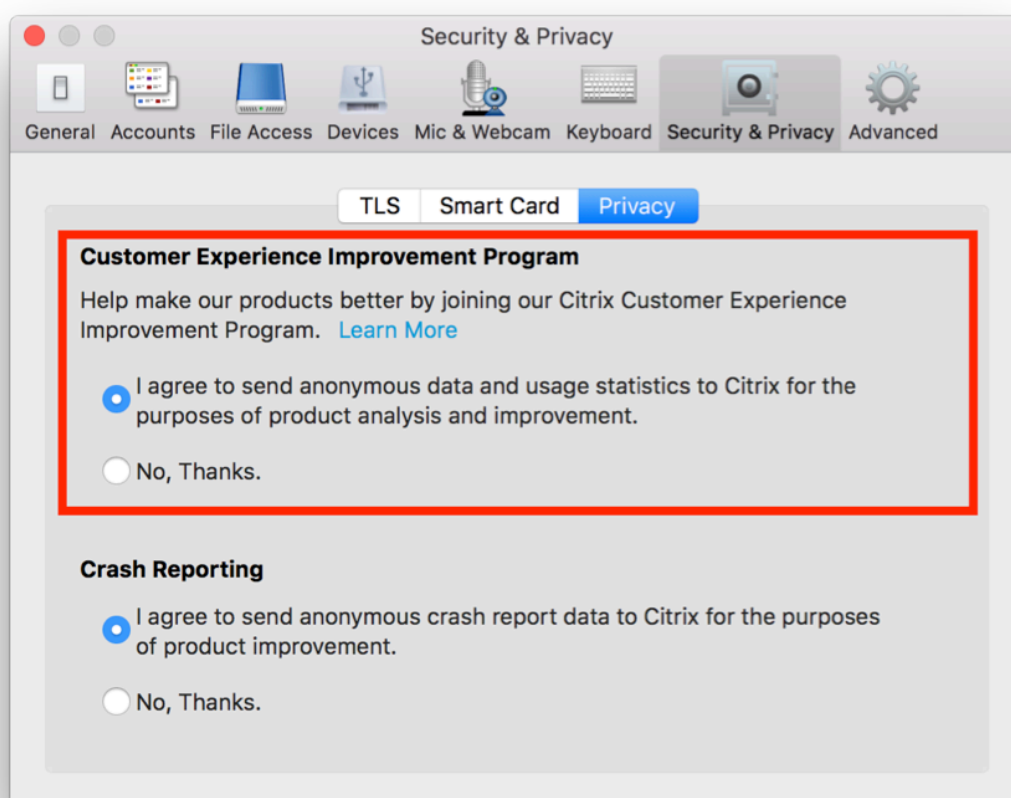 Security & Privacy
General Accounts File Access Devices Mic & Webcam Keyboard Security & Privacy Advanced
TLS Smart Card Privacy
Customer Experience Improvement Program
Help make our products better by joining our Citrix Customer Experience
Improvement Program. Learn More
I agree to send anonymous data and usage statistics to Citrix for the
purposes of product analysis and improvement.
No, Thanks.
Crash Reporting
I agree to send anonymous crash report data to Citrix for the purposes
of product improvement.
No, Thanks.